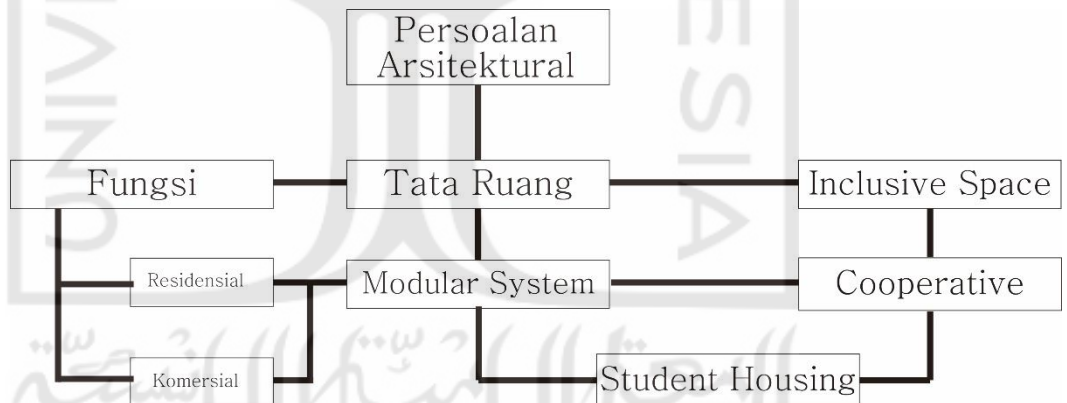 Persoalan
Arsitektural
Fungsi
Tata Ruang
Inclusive Space
Residensial
Modular System
Cooperative
Komersial
Student Housing